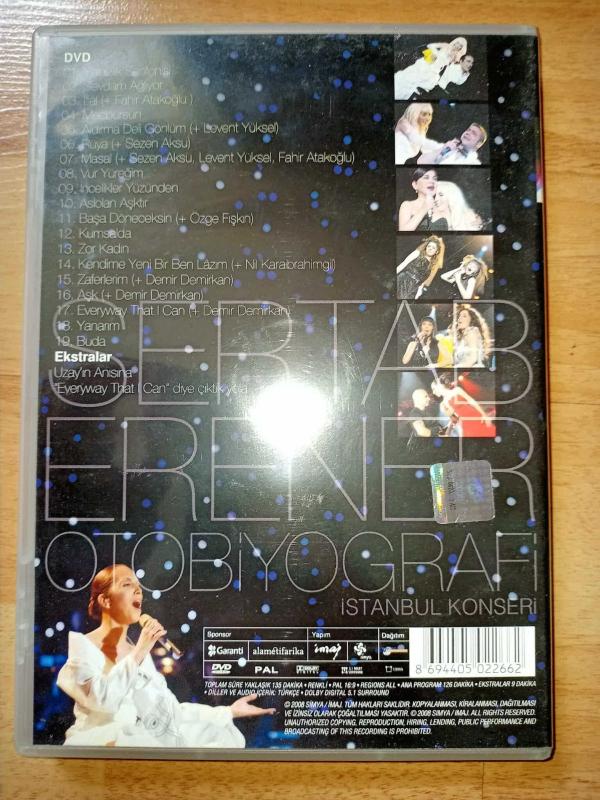 DVD
02. Sevdam Ağlıyor
03. Lal (+ Fahir Atakoğlu )
04. Mecbursun
05. Aldırma Deli Gönlüm (+ Levent Yüksel)
06. Rüya (+ Sezen Aksu)
07. Masal (+ Sezen Aksu, Levent Yüksel, Fahir Atakoğlu)
08. Vur Yüreğim
09. İncelikler Yüzünden
10. Aslolan Aşktır
11. Başa Döneceksin (+ Özge Fışkın)
12. Kumsalda
13. Zor Kadın
14. Kendime Yeni Bir Ben Lazım (+ Nil Karaibrahimgil)
15. Zaferlerim (+ Demir Demirkan)
16. Aşk (+ Demir Demirkan)
17. Everyway That I Can (+ Demir Demirkan)
18. Yanarım
19. Buda
Ekstralar
Uzay'ın Anısına
"Everyway That I Can" diye çıktık yola
SERTAB
ERENER
OTOBİYOGRAFİ
İSTANBUL KONSERİ
Sponsor Yapım Dağıtım
Garanti alamétifarika imaj
DVD PAL
8 694405 022662
TOPLAM SÜRE YAKLAŞIK 135 DAKİKA • RENKLİ • PAL 16:9 • REGIONS ALL • ANA PROGRAM 126 DAKİKA • EKSTRALAR 9 DAKİKA
• DİLLER VE AUDIO İÇERİK: TÜRKÇE • DOLBY DIGITAL 5.1 SURROUND
© 2008 SİMYA / İMAJ. TÜM HAKLARI SAKLIDIR. KOPYALANMASI, KİRALANMASI, DAĞITILMASI
VE İZİNSİZ OLARAK ÇOĞALTILMASI YASAKTIR. © 2008 SİMYA / İMAJ. ALL RIGHTS RESERVED.
UNAUTHORIZED COPYING, REPRODUCTION, HIRING, LENDING, PUBLIC PERFORMANCE AND
BROADCASTING OF THIS RECORDING IS PROHIBITED.